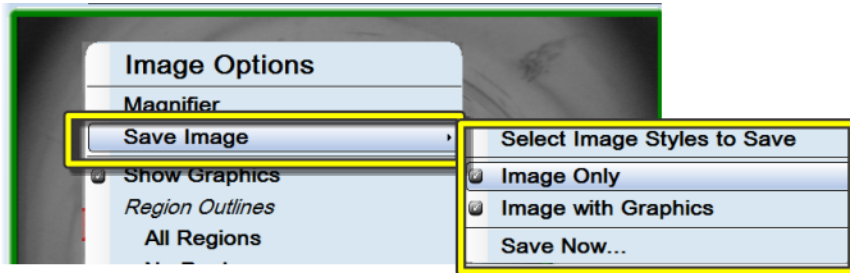 Image Options
Magnifier
Save Image
Show Graphics
Region Outlines
All Regions
Select Image Styles to Save
Image Only
Image with Graphics
Save Now...